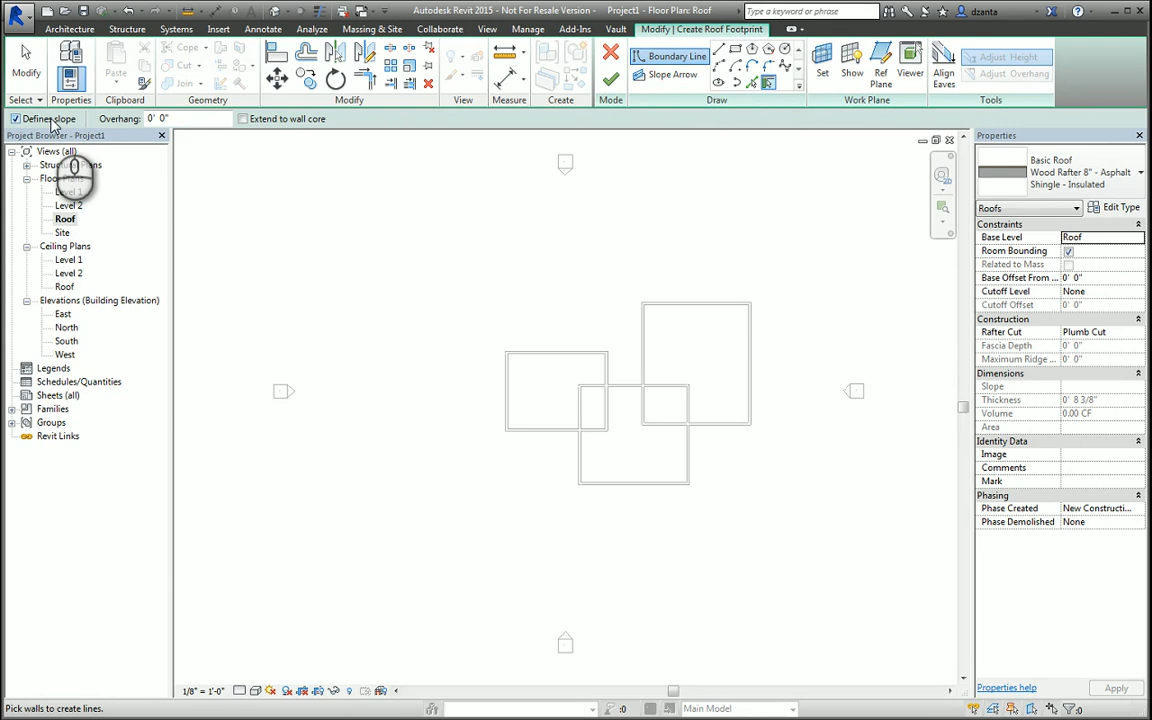 Autodesk Revit 2015 - Not For Resale Version - Project1 - Floor Plan: Roof
Type a keyword or phrase
dzanta
Architecture Structure Systems Insert Annotate Analyze Massing & Site Collaborate View Manage Add-Ins Vault Modify | Create Roof Footprint
Modify
Paste
Cope
Cut
Join
Boundary Line
Slope Arrow
Set
Show
Ref Plane
Viewer
Align Eaves
Adjust Height
Adjust Overhang
Select Properties Clipboard Geometry Modify View Measure Create Mode Draw Work Plane Tools
Defines slope Overhang: 0' 0" Extend to wall core
Project Browser - Project1
Views (all)
Level 1
Level 2
Roof
Site
Ceiling Plans
Level 1
Level 2
Roof
Elevations (Building Elevation)
East
North
South
West
Legends
Schedules/Quantities
Sheets (all)
Families
Groups
Revit Links
Properties
Basic Roof
Wood Rafter 8" - Asphalt
Shingle - Insulated
Roofs Edit Type
Constraints
Base Level Roof
Room Bounding
Related to Mass
Base Offset From ... 0' 0"
Cutoff Level None
Cutoff Offset 0' 0"
Construction
Rafter Cut Plumb Cut
Fascia Depth 0' 0"
Maximum Ridge ... 0' 0"
Dimensions
Slope
Thickness 0' 8 3/8"
Volume 0.00 CF
Area
Identity Data
Image
Comments
Mark
Phasing
Phase Created New Constructi...
Phase Demolished None
Properties help Apply
1/8" = 1'-0"
Pick walls to create lines.
:0 Main Model :0